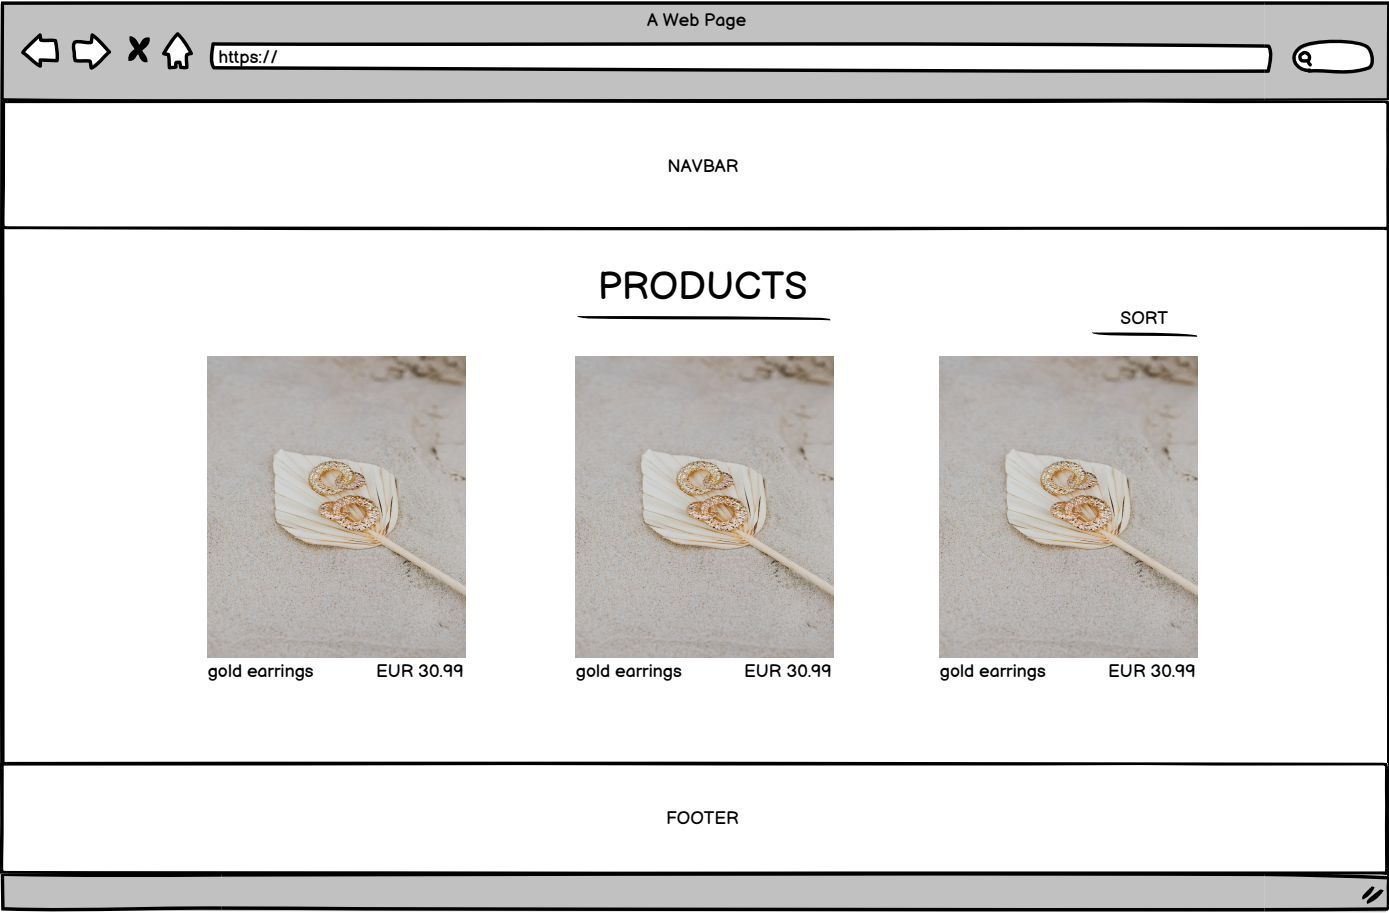 A Web Page
https://
NAVBAR
PRODUCTS
SORT
gold earrings EUR 30.99
gold earrings EUR 30.99
gold earrings EUR 30.99
FOOTER